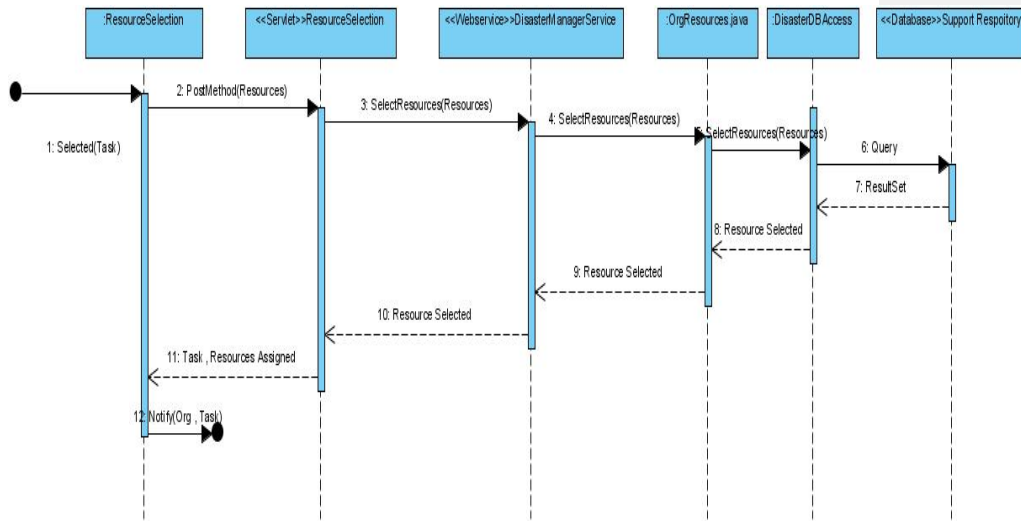 :ResourceSelection
<<Servlet>>ResourceSelection
<<Webservice>>DisasterManagerService
:OrgResources.java
:DisasterDBAccess
<<Database>>Support Respoitory
1: Selected(Task)
2: PostMethod(Resources)
3: SelectResources(Resources)
4: SelectResources(Resources)
5: SelectResources(Resources)
6: Query
7: ResultSet
8: Resource Selected
9: Resource Selected
10: Resource Selected
11: Task , Resources Assigned
12: Notify(Org , Task)